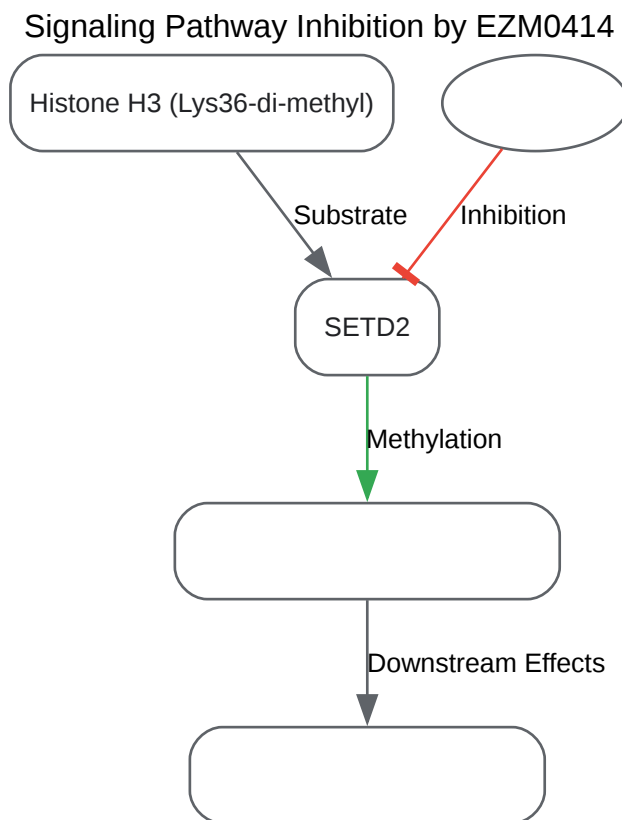 Signaling Pathway Inhibition by EZM0414
Histone H3 (Lys36-di-methyl)
Substrate
Inhibition
SETD2
Methylation
Downstream Effects